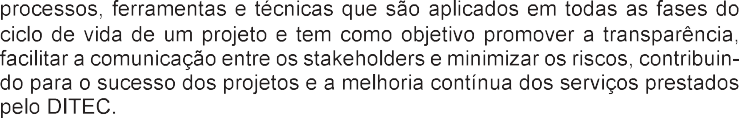 processos, ferramentas e técnicas que são aplicados em todas as fases do
ciclo de vida de um projeto e tem como objetivo promover a transparência,
facilitar a comunicação entre os stakeholders e minimizar os riscos, contribuin-
do para o sucesso dos projetos e a melhoria contínua dos serviços prestados
pelo DITEC.